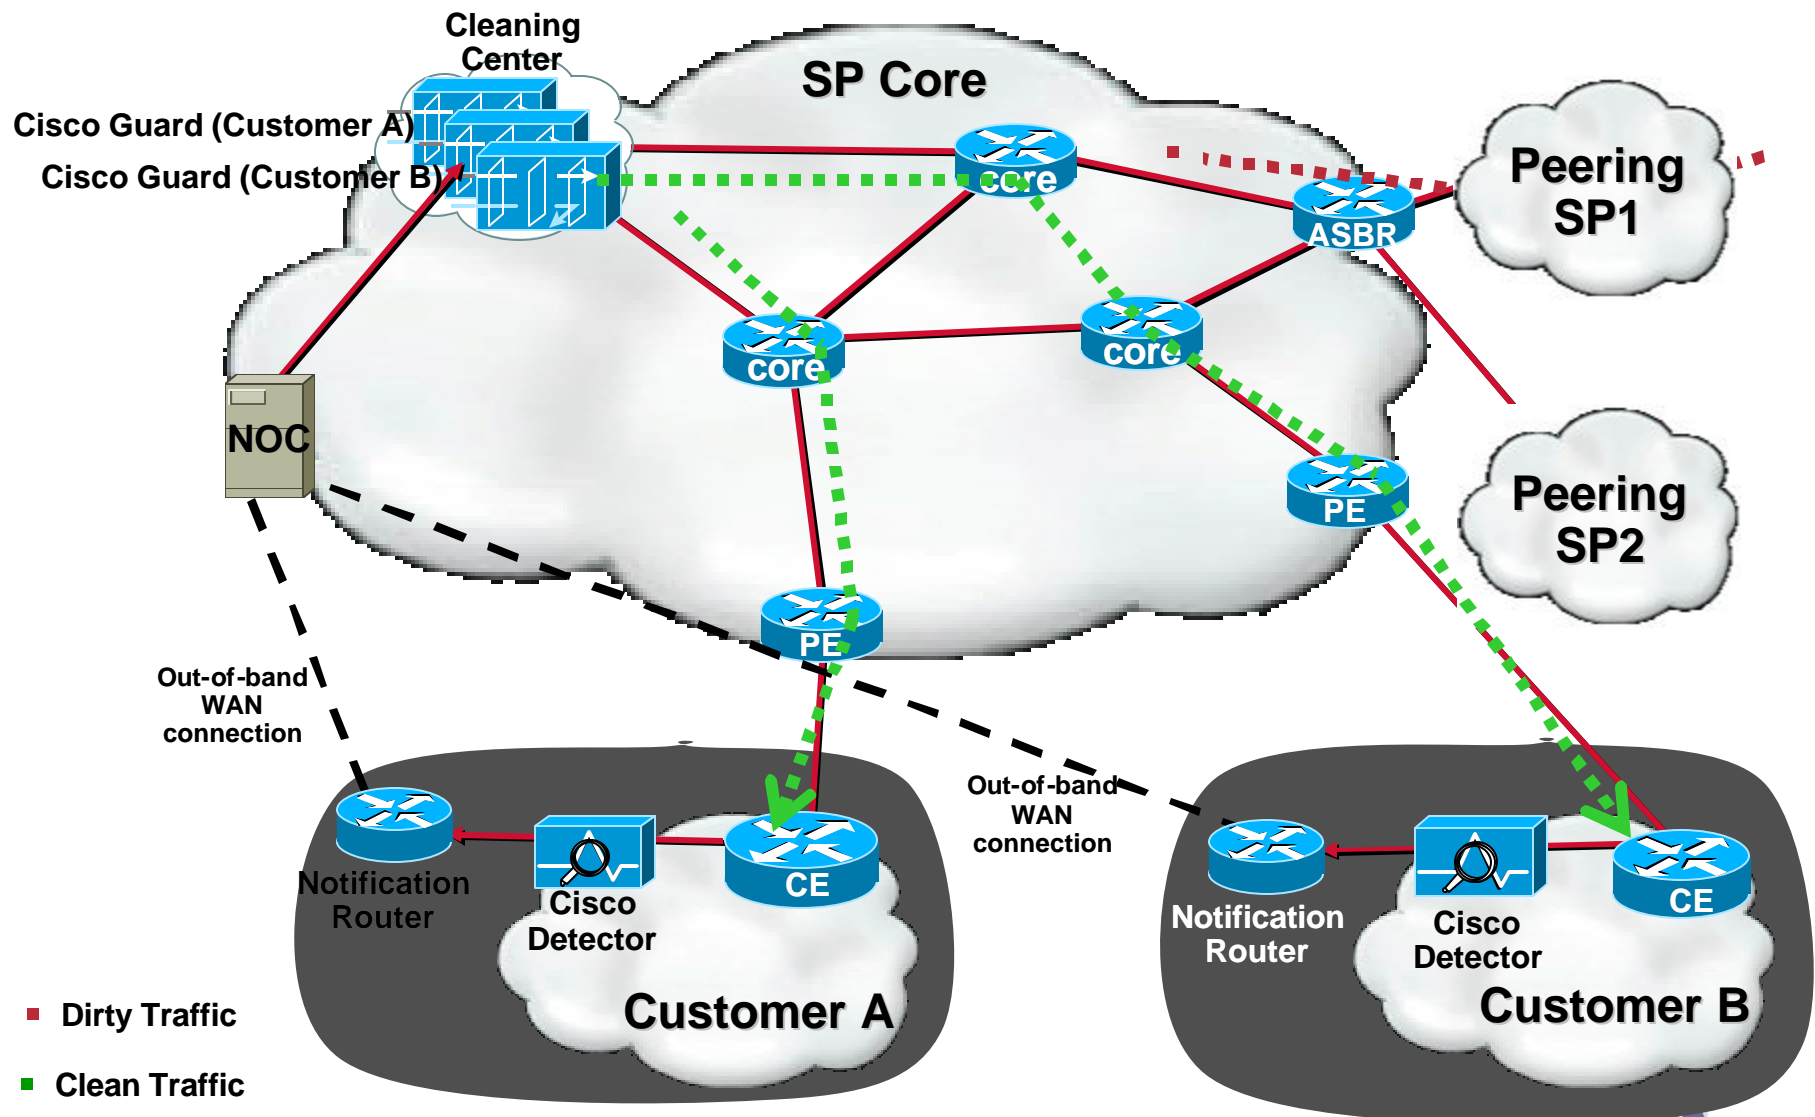 Cleaning
Center
SP Core
Cisco Guard (Customer A)
Cisco Guard (Customer B)
core
Peering
SP1
ASBR
core
core
NOC
Peering
SP2
PE
PE
Out-of-band
WAN
connection
Out-of-band
WAN
connection
Notification
Router
Cisco
Detector
CE
Customer A
Notification
Router
Cisco
Detector
CE
Customer B
Dirty Traffic
Clean Traffic